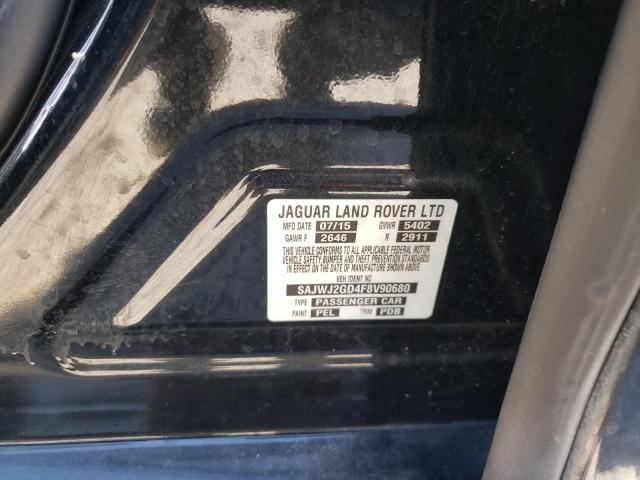 JAGUAR LAND ROVER LTD
MFD DATE 07/15 GVWR 5402
GAWR F 2646 R 2911
THIS VEHICLE CONFORMS TO ALL APPLICABLE FEDERAL MOTOR
VEHICLE SAFETY BUMPER AND THEFT PREVENTION STANDARDS
IN EFFECT ON THE DATE OF MANUFACTURE SHOWN ABOVE
VEH IDENT #
SAJWJ2GD4F8V90680
TYPE PASSENGER CAR
PAINT PEL TRIM PDB